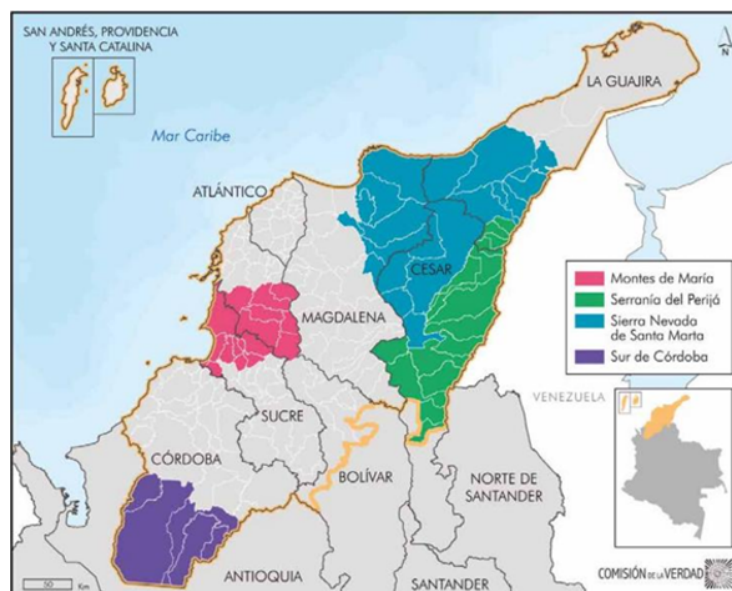 SAN ANDRÉS, PROVIDENCIA
Y SANTA CATALINA
N
LA GUAJIRA
Mar Caribe
ATLÁNTICO
CESAR
MAGDALENA
Montes de María
Serranía del Perijá
Sierra Nevada
de Santa Marta
Sur de Córdoba
VENEZUELA
SUCRE
CÓRDOBA
BOLÍVAR
NORTE DE
SANTANDER
ANTIOQUIA
SANTANDER
50
Km
COMISIÓN DE LA VERDAD